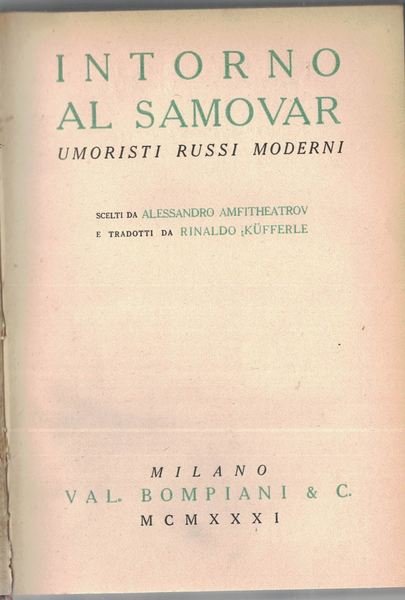 INTORNO
AL SAMOVAR
UMORISTI RUSSI MODERNI
SCELTI DA ALESSANDRO AMFITHEATROV
E TRADOTTI DA RINALDO KÜFFERLE
MILANO
VAL. BOMPIANI & C.
MCMXXXI